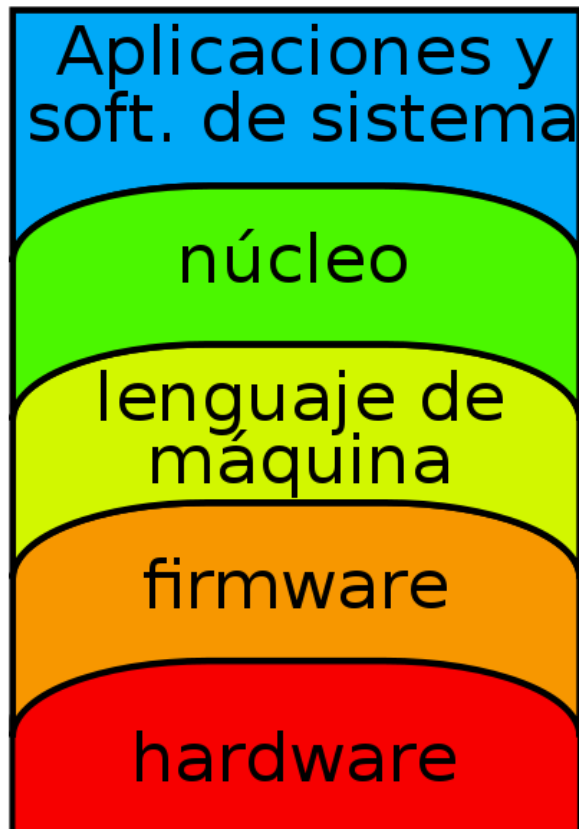 Aplicaciones y
soft. de sistema
núcleo
lenguaje de
máquina
firmware
hardware